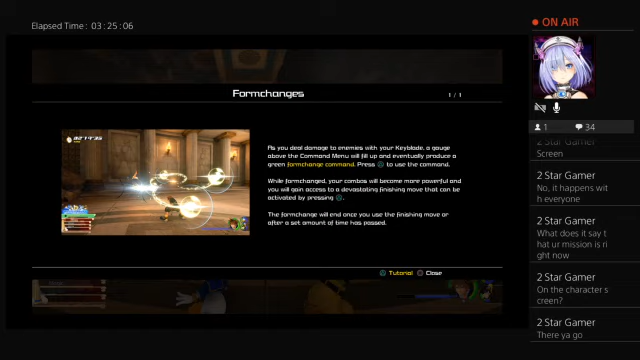 Elapsed Time : 03:25:06
ON AIR
Formchanges
1 / 1
As you deal damage to enemies with your Keyblade, a gauge
above the Command Menu will fill up and eventually produce a
green formchange command. Press to use the command.
While formchanged, your combos will become more powerful and
you will gain access to a devastating finishing move that can be
activated by pressing .
The formchange will end once you use the finishing move or
after a set amount of time has passed.
Tutorial Close
1 34
2 Star Gamer
Screen
2 Star Gamer
No, it happens wit
h everyone
2 Star Gamer
What does it say t
hat ur mission is ri
ght now
2 Star Gamer
On the character s
creen?
2 Star Gamer
There ya go